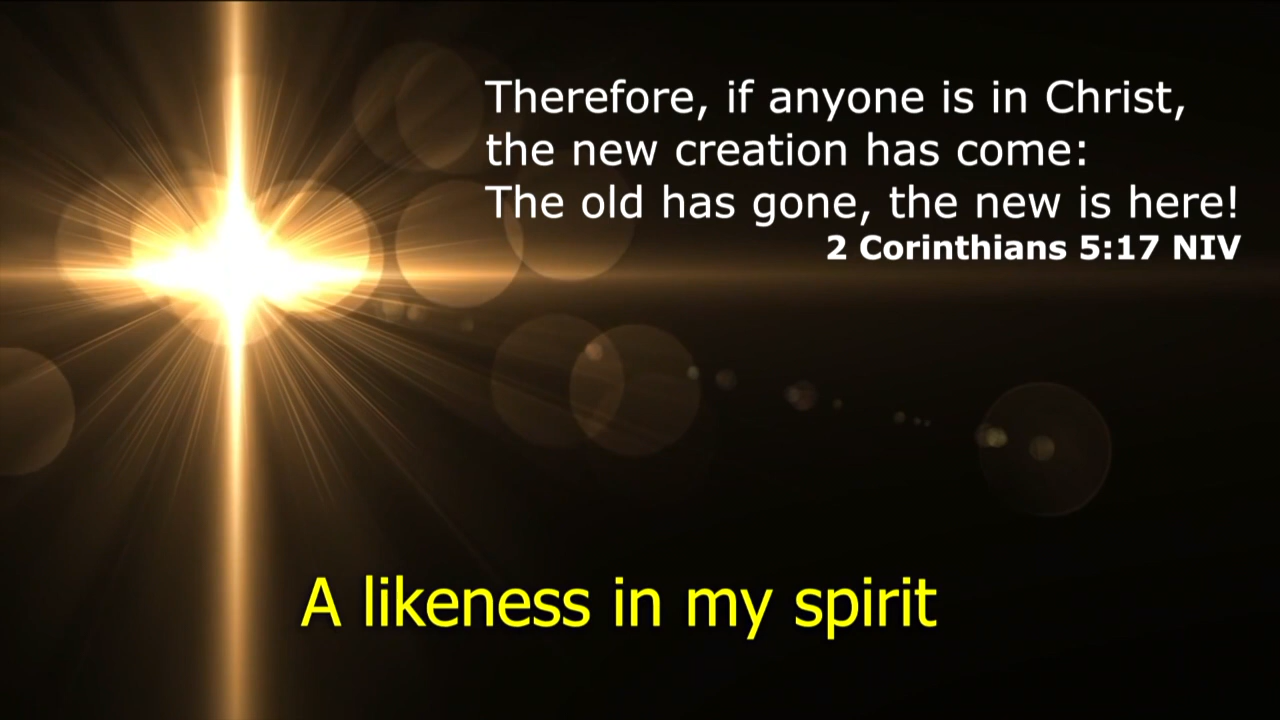 Therefore, if anyone is in Christ,
the new creation has come:
The old has gone, the new is here!
2 Corinthians 5:17 NIV
A likeness in my spirit